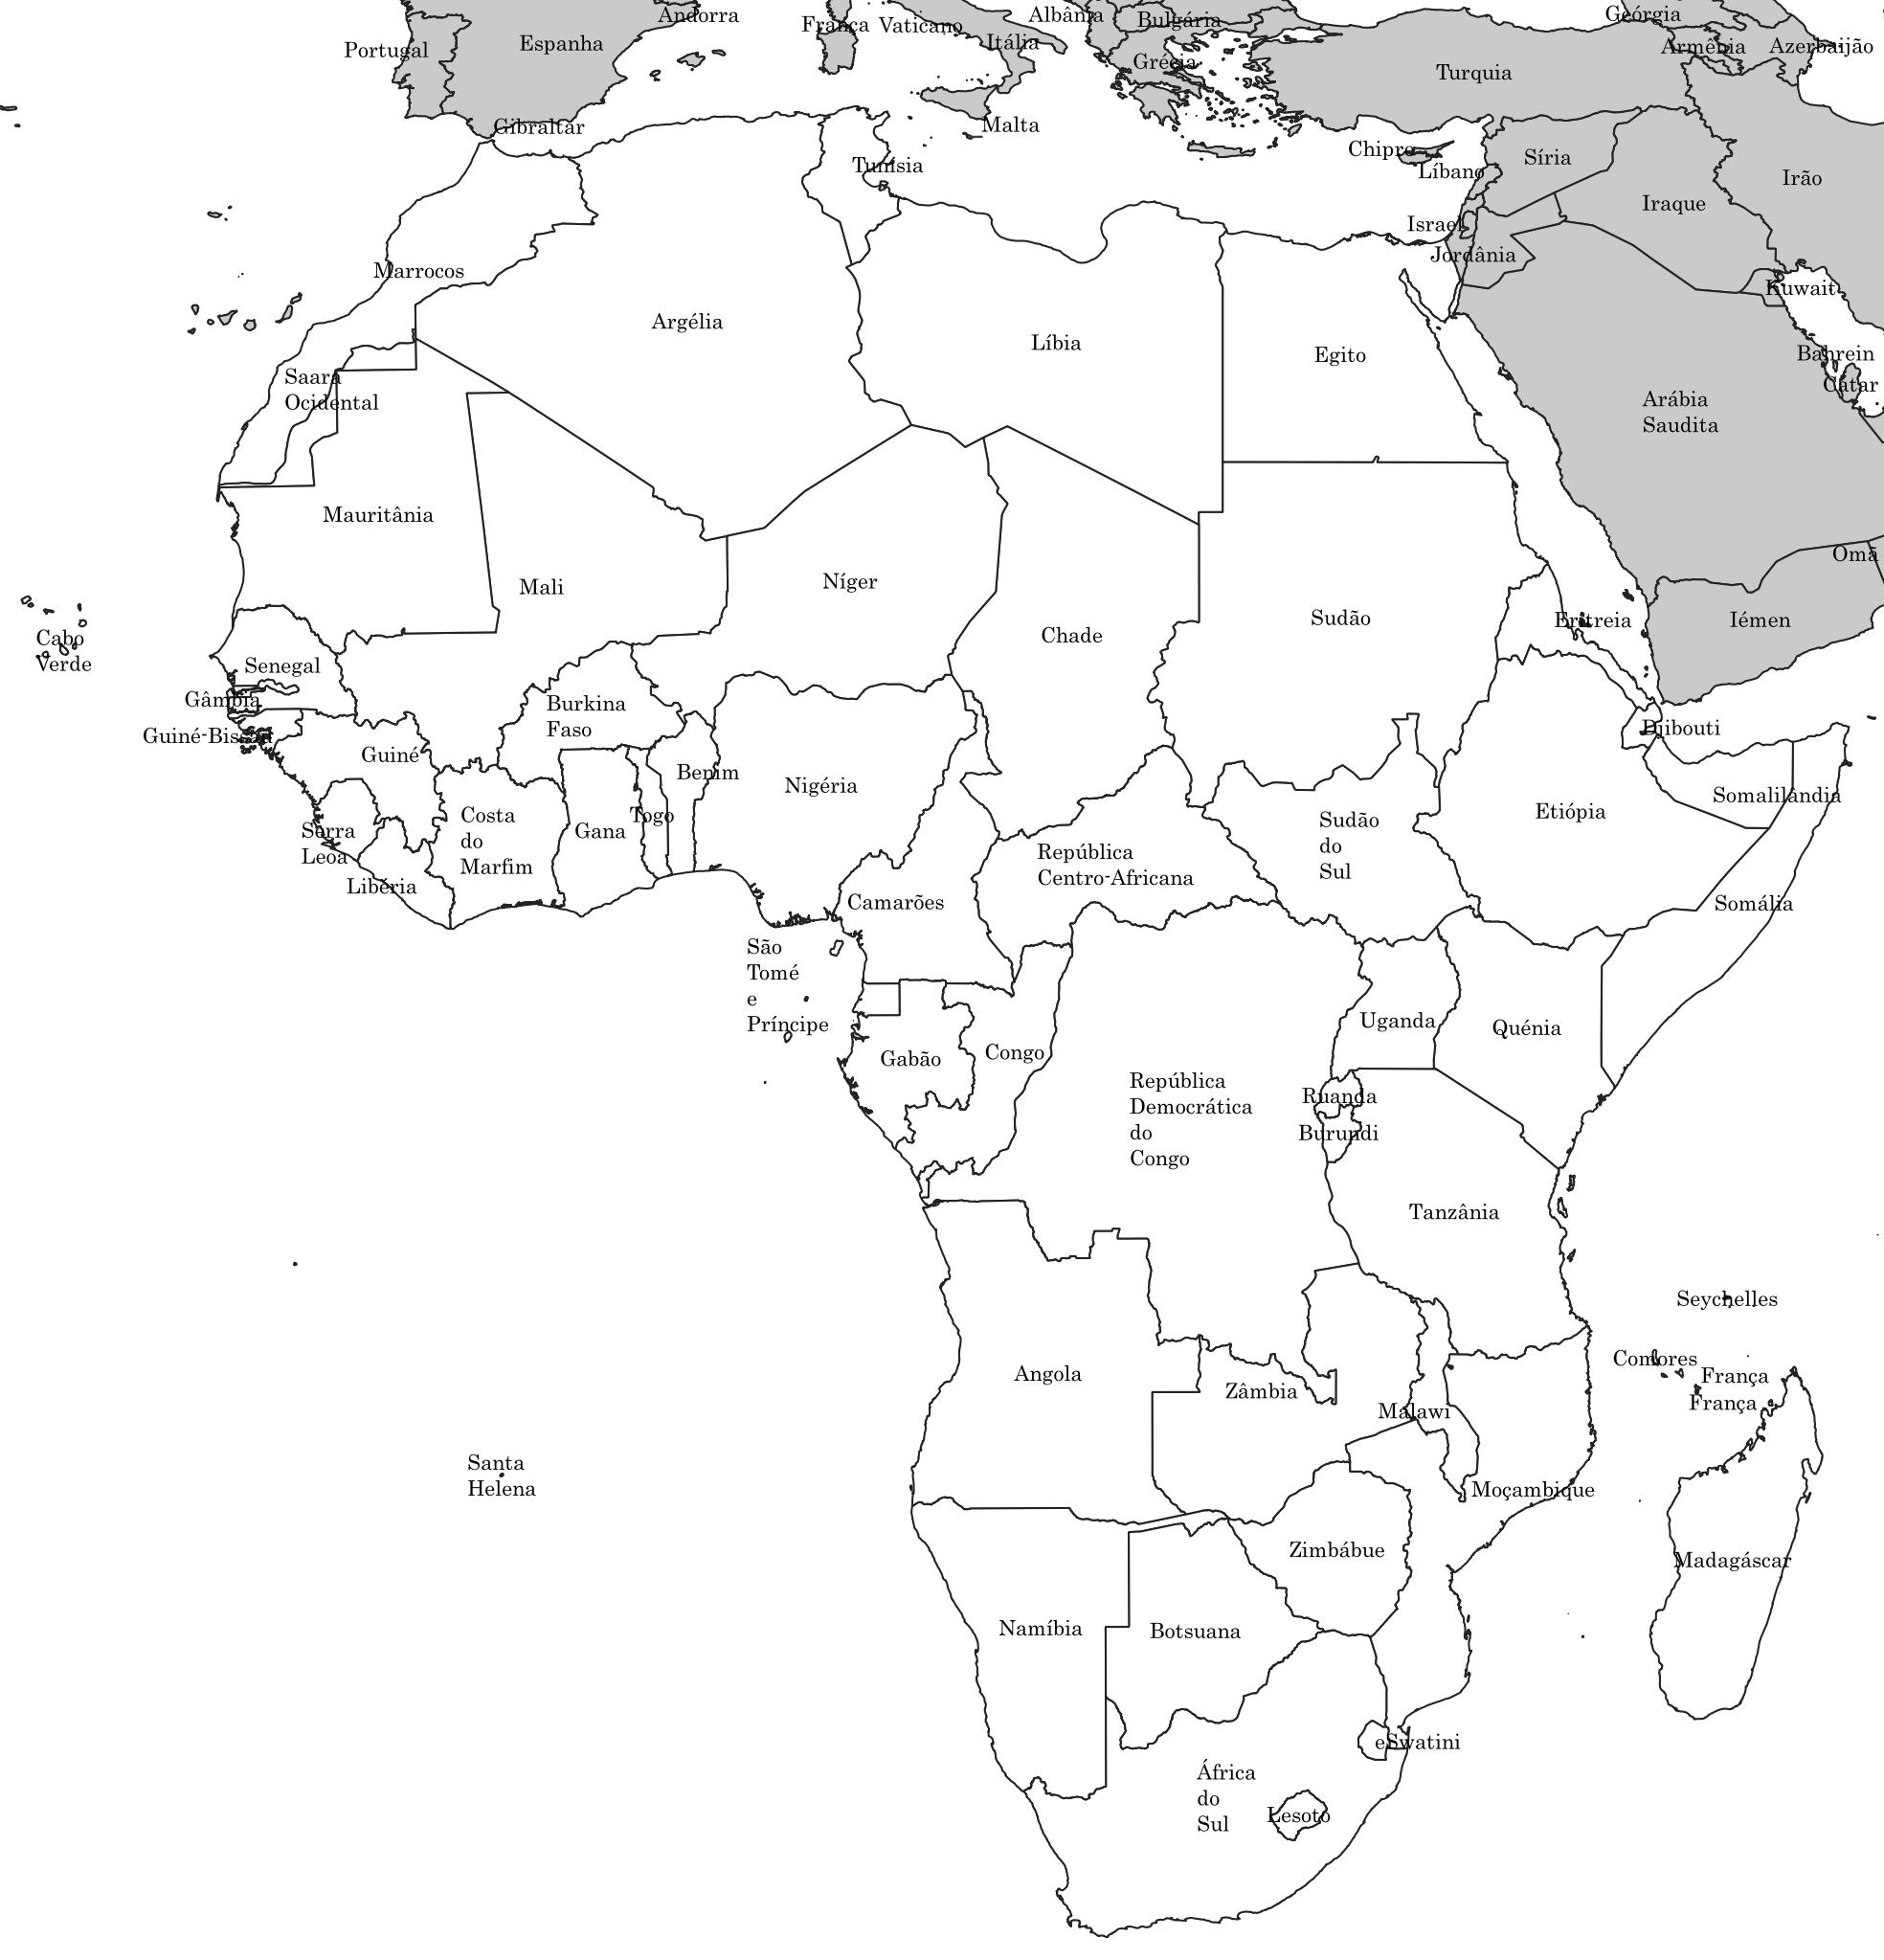 Andorra
França
Vaticano
Albânia
Bulgária
Geórgia
Portugal
Espanha
Itália
Grécia
Turquia
Armênia
Azerbaijão
Gibraltar
Malta
Chipre
Síria
Tunísia
Líbano
Irão
Iraque
Israel
Jordânia
Marrocos
Kuwait
Argélia
Líbia
Egito
Bahrein
Catar
Saara
Ocidental
Arábia
Saudita
Mauritânia
Omã
Mali
Níger
Sudão
Eritreia
Iémen
Chade
Cabo
Verde
Senegal
Gâmbia
Burkina
Faso
Guiné-Bissau
Djibouti
Guiné
Benim
Nigéria
Somalilândia
Etiópia
Costa
do
Marfim
Togo
Gana
Serra
Leoa
Sudão
do
Sul
República
Centro-Africana
Libéria
Camarões
Somália
São
Tomé
e
Príncipe
Uganda
Quénia
Gabão
Congo
República
Democrática
do
Congo
Ruanda
Burundi
Tanzânia
Seychelles
Comores
França
França
Angola
Zâmbia
Malawi
Santa
Helena
Moçambique
Zimbábue
Madagáscar
Namíbia
Botsuana
eSwatini
África
do
Sul
Lesoto